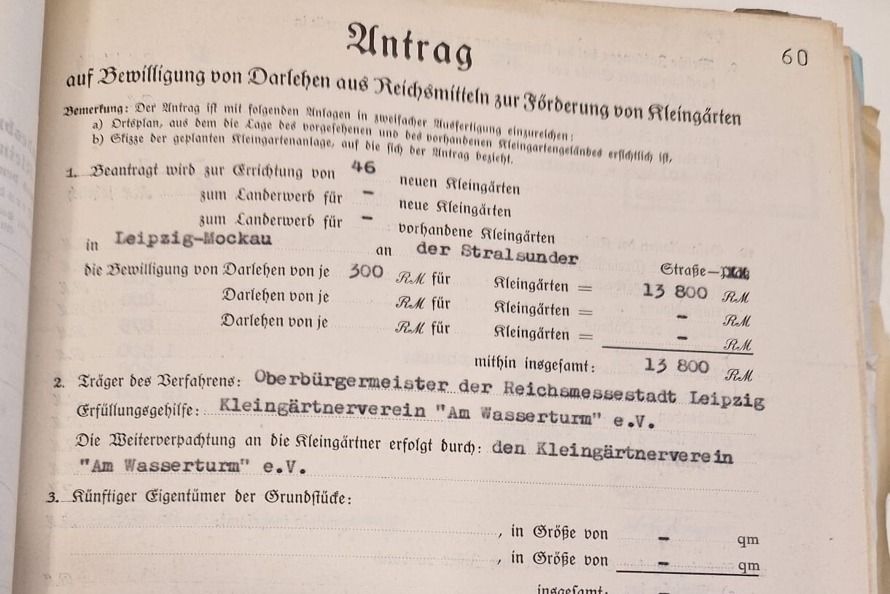 60
Antrag
auf Bewilligung von Darlehen aus Reichsmitteln zur Förderung von Kleingärten
Bemerkung: Der Antrag ist mit folgenden Anlagen in zweifacher Ausfertigung einzureichen:
a) Ortsplan, aus dem die Lage des vorgesehenen und des vorhandenen Kleingartengeländes ersichtlich ist,
b) Skizze der geplanten Kleingartenanlage, auf die sich der Antrag bezieht.
1. Beantragt wird zur Errichtung von 46 neuen Kleingärten
zum Landerwerb für – neue Kleingärten
zum Landerwerb für – vorhandene Kleingärten
in Leipzig-Mockau an der Stralsunder Straße—
die Bewilligung von Darlehen von je 300 RM für Kleingärten = 13 800 RM
Darlehen von je RM für Kleingärten = - RM
Darlehen von je RM für Kleingärten = - RM
mithin insgesamt: 13 800 RM
2. Träger des Verfahrens: Oberbürgermeister der Reichsmessestadt Leipzig
Erfüllungsgehilfe: Kleingärtnerverein "Am Wasserturm" e.V.
Die Weiterverpachtung an die Kleingärtner erfolgt durch: den Kleingärtnerverein
"Am Wasserturm" e.V.
3. Künftiger Eigentümer der Grundstücke:
, in Größe von - qm
, in Größe von - qm
insgesamt: -